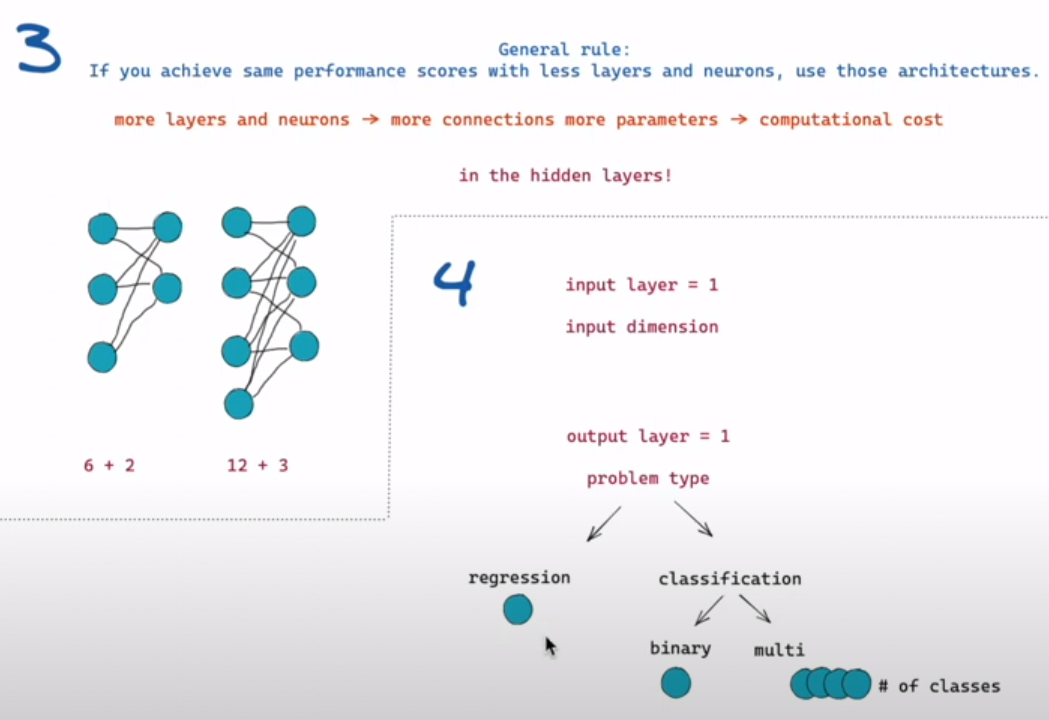 3
General rule:
If you achieve same performance scores with less layers and neurons, use those architectures.
more layers and neurons → more connections more parameters → computational cost
in the hidden layers!
6 + 2
12 + 3
4
input layer = 1
input dimension
output layer = 1
problem type
regression
classification
binary
multi
# of classes